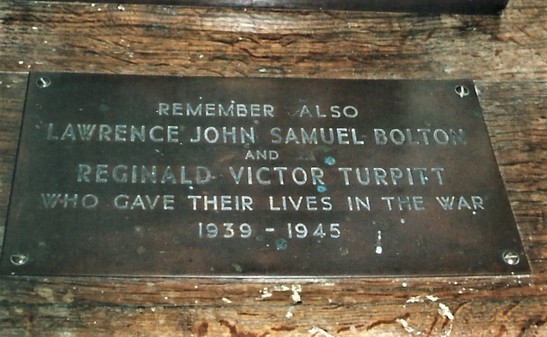 REMEMBER ALSO
LAWRENCE JOHN SAMUEL BOLTON
AND
REGINALD VICTOR TURPITT
WHO GAVE THEIR LIVES IN THE WAR
1939 - 1945